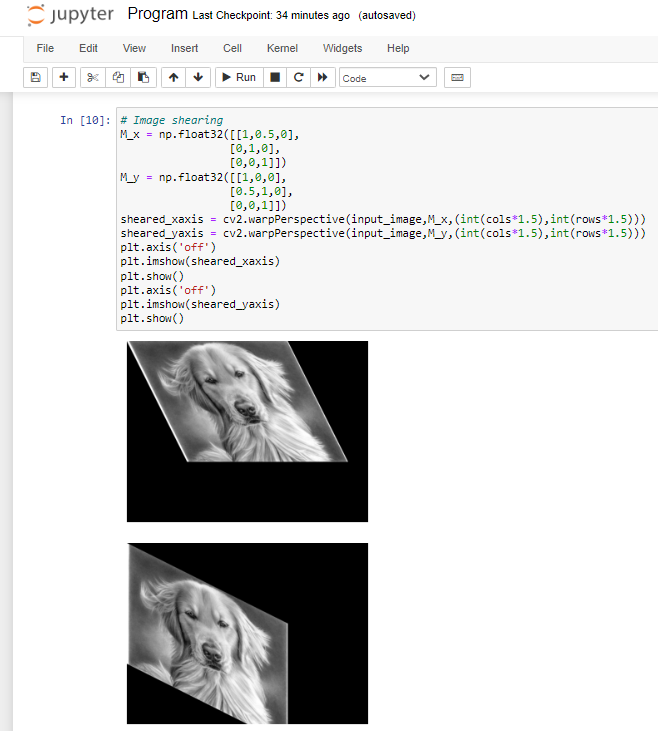 jupyter Program Last Checkpoint: 34 minutes ago (autosaved)
File Edit View Insert Cell Kernel Widgets Help
Run Code
In [10]: # Image shearing
M_x = np.float32([[1,0.5,0],
[0,1,0],
[0,0,1]])
M_y = np.float32([[1,0,0],
[0.5,1,0],
[0,0,1]])
sheared_xaxis = cv2.warpPerspective(input_image,M_x,(int(cols*1.5),int(rows*1.5)))
sheared_yaxis = cv2.warpPerspective(input_image,M_y,(int(cols*1.5),int(rows*1.5)))
plt.axis('off')
plt.imshow(sheared_xaxis)
plt.show()
plt.axis('off')
plt.imshow(sheared_yaxis)
plt.show()